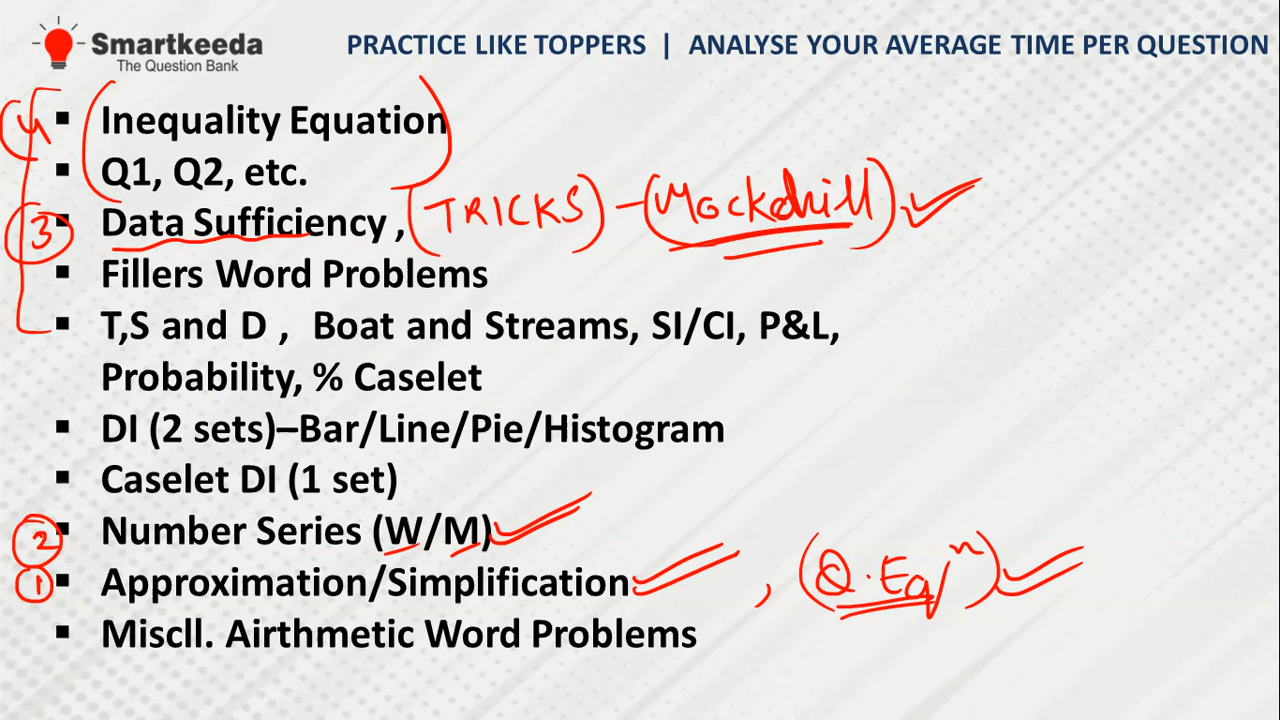 Smartkeeda
The Question Bank
PRACTICE LIKE TOPPERS | ANALYSE YOUR AVERAGE TIME PER QUESTION
4 ▪ Inequality Equation
▪ Q1, Q2, etc.
3 ▪ Data Sufficiency , (TRICKS) - (Mockdrill) ✓
▪ Fillers Word Problems
▪ T,S and D , Boat and Streams, SI/CI, P&L,
Probability, % Caselet
▪ DI (2 sets)–Bar/Line/Pie/Histogram
▪ Caselet DI (1 set)
2 ▪ Number Series (W/M) ✓
1 ▪ Approximation/Simplification ✓ , (Q.Eqⁿ) ✓
▪ Miscll. Airthmetic Word Problems